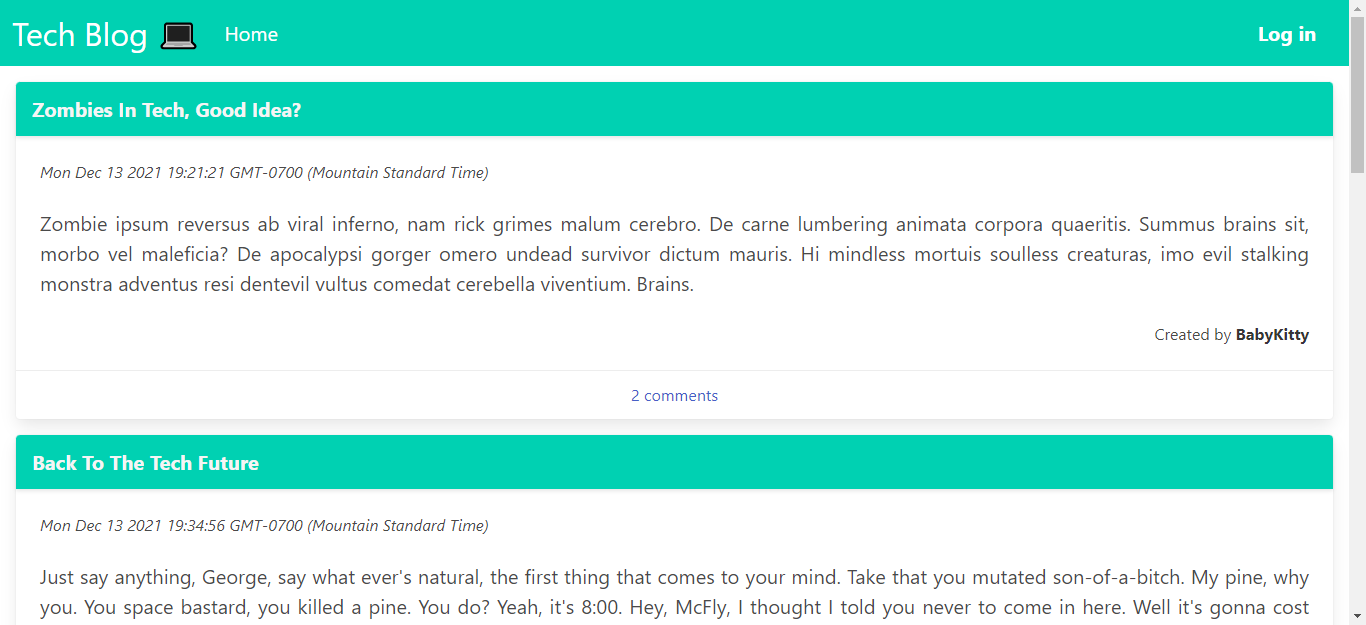 Tech Blog 💻 Home Log in
Zombies In Tech, Good Idea?
Mon Dec 13 2021 19:21:21 GMT-0700 (Mountain Standard Time)
Zombie ipsum reversus ab viral inferno, nam rick grimes malum cerebro. De carne lumbering animata corpora quaeritis. Summus brains sit,
morbo vel maleficia? De apocalypsi gorger omero undead survivor dictum mauris. Hi mindless mortuis soulless creaturas, imo evil stalking
monstra adventus resi dentevil vultus comedat cerebella viventium. Brains.
Created by BabyKitty
2 comments
Back To The Tech Future
Mon Dec 13 2021 19:34:56 GMT-0700 (Mountain Standard Time)
Just say anything, George, say what ever's natural, the first thing that comes to your mind. Take that you mutated son-of-a-bitch. My pine, why
you. You space bastard, you killed a pine. You do? Yeah, it's 8:00. Hey, McFly, I thought I told you never to come in here. Well it's gonna cost